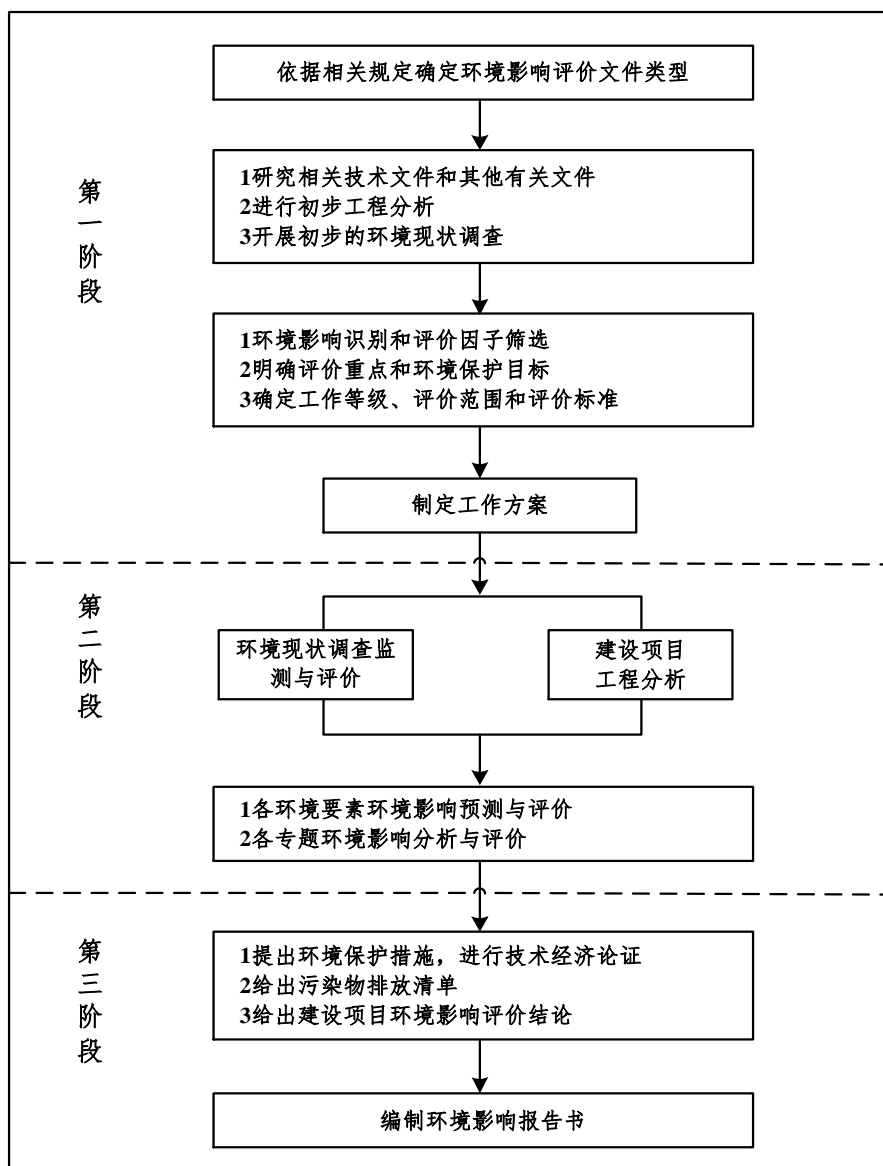 依据相关规定确定环境影响评价文件类型
第一阶段
1研究相关技术文件和其他有关文件
2进行初步工程分析
3开展初步的环境现状调查
1环境影响识别和评价因子筛选
2明确评价重点和环境保护目标
3确定工作等级、评价范围和评价标准
制定工作方案
第二阶段
环境现状调查监
测与评价
建设项目
工程分析
1各环境要素环境影响预测与评价
2各专题环境影响分析与评价
第三阶段
1提出环境保护措施，进行技术经济论证
2给出污染物排放清单
3给出建设项目环境影响评价结论
编制环境影响报告书